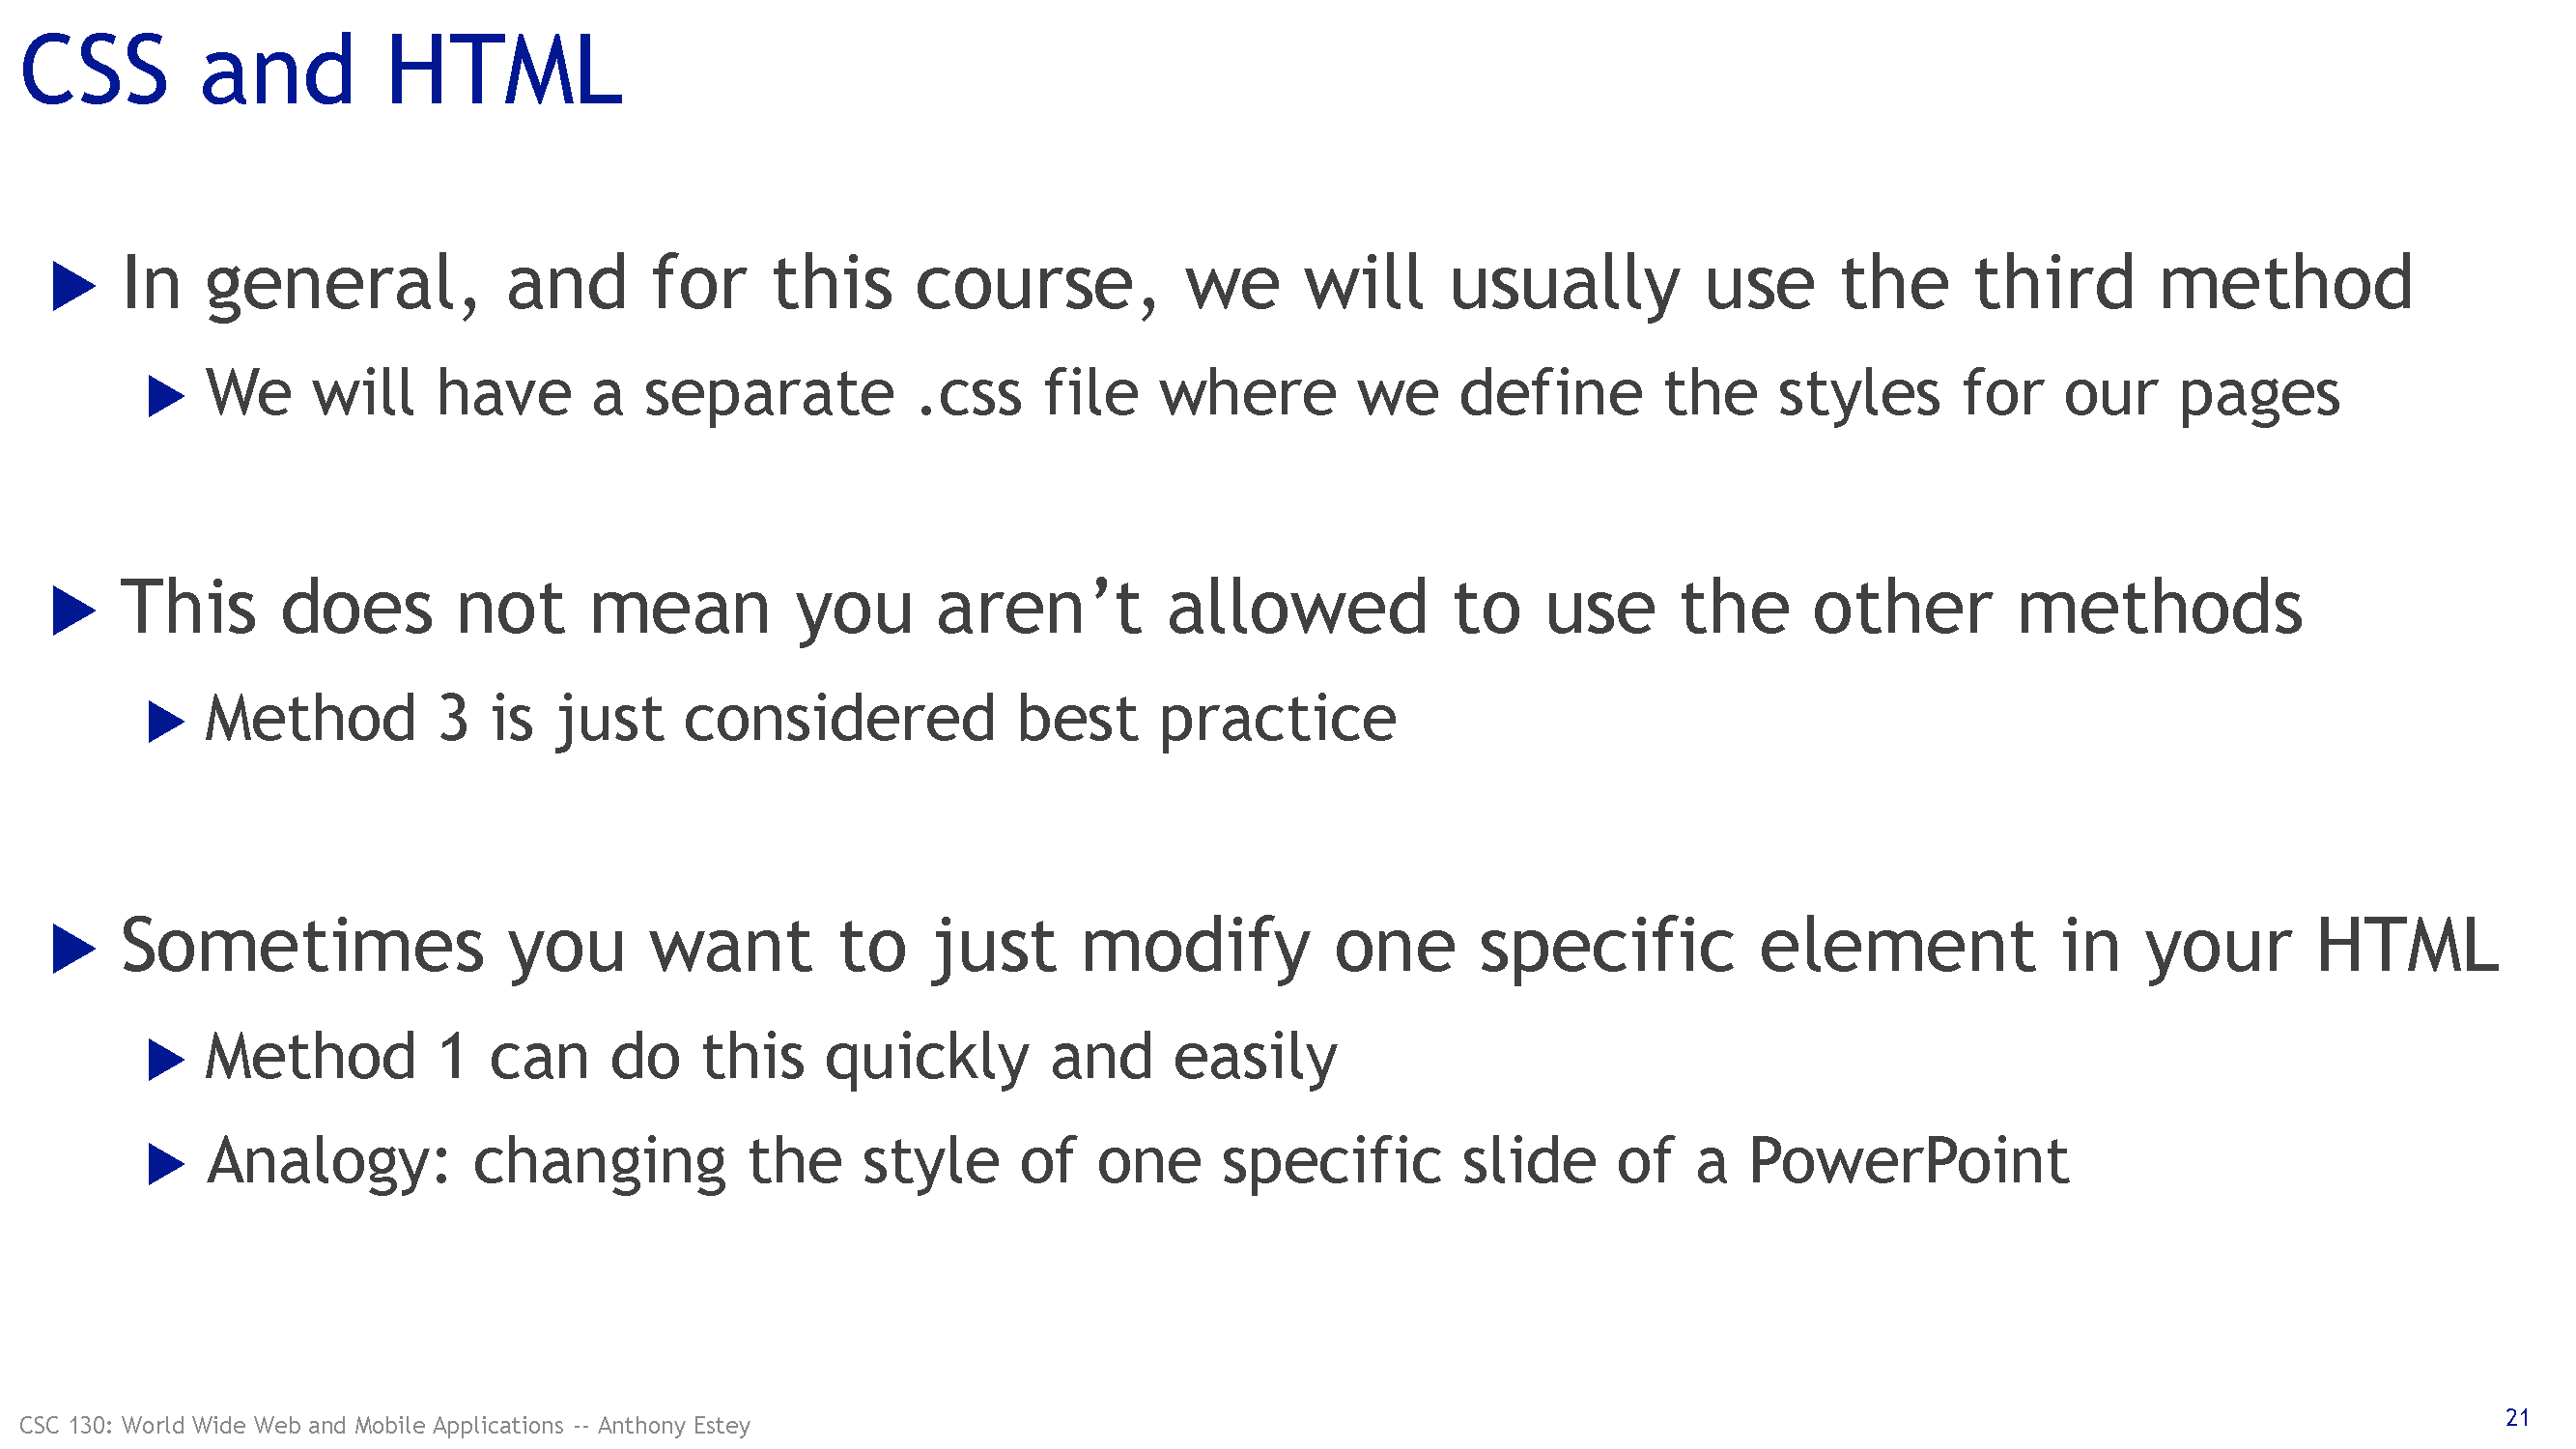 CSS and HTML
In general, and for this course, we will usually use the third method
We will have a separate .css file where we define the styles for our pages
This does not mean you aren’t allowed to use the other methods
Method 3 is just considered best practice
Sometimes you want to just modify one specific element in your HTML
Method 1 can do this quickly and easily
Analogy: changing the style of one specific slide of a PowerPoint
CSC 130: World Wide Web and Mobile Applications -- Anthony Estey
21